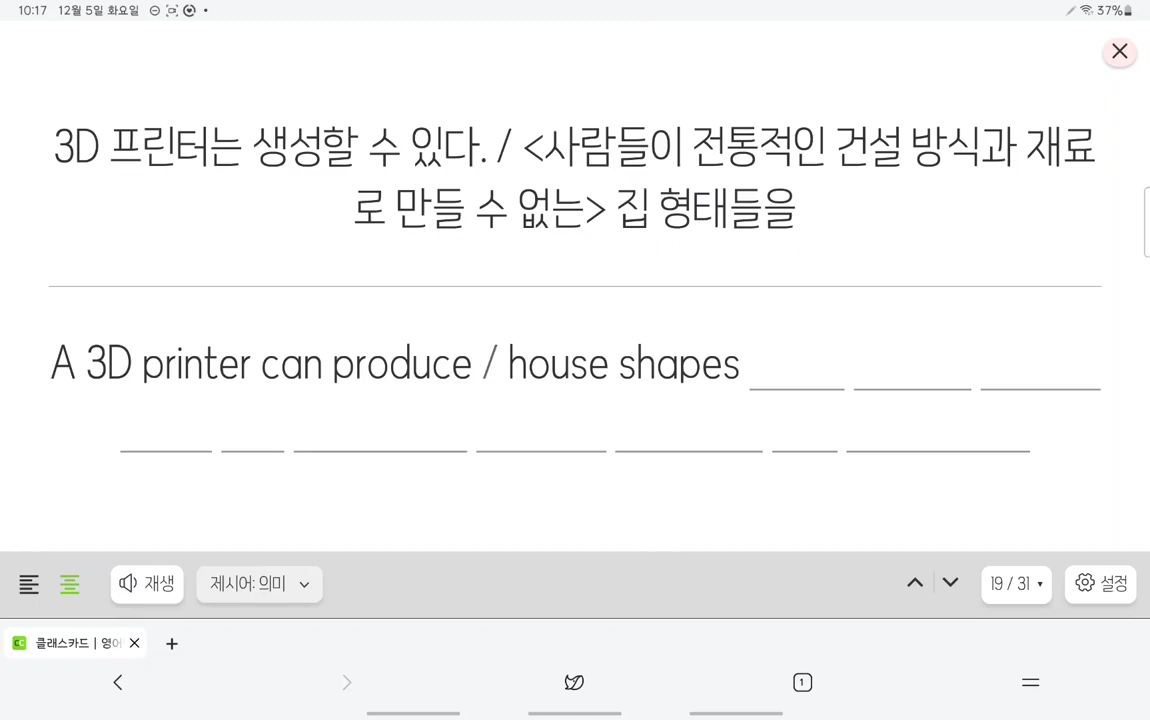 10:17 12월 5일 화요일
37%
3D 프린터는 생성할 수 있다. / <사람들이 전통적인 건설 방식과 재료
로 만들 수 없는> 집 형태들을
A 3D printer can produce / house shapes
재생
제시어: 의미
19 / 31
설정
클래스카드 | 영어
1